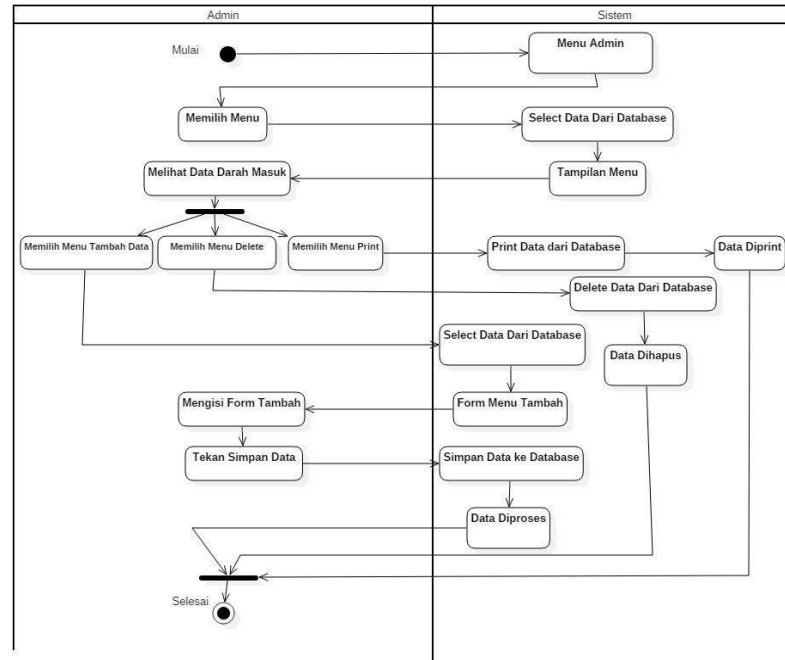 Admin
Sistem
Mulai
Menu Admin
Memilih Menu
Select Data Dari Database
Melihat Data Darah Masuk
Tampilan Menu
Memilih Menu Tambah Data
Memilih Menu Delete
Memilih Menu Print
Print Data dari Database
Data Diprint
Delete Data Dari Database
Select Data Dari Database
Data Dihapus
Mengisi Form Tambah
Form Menu Tambah
Tekan Simpan Data
Simpan Data ke Database
Data Diproses
Selesai